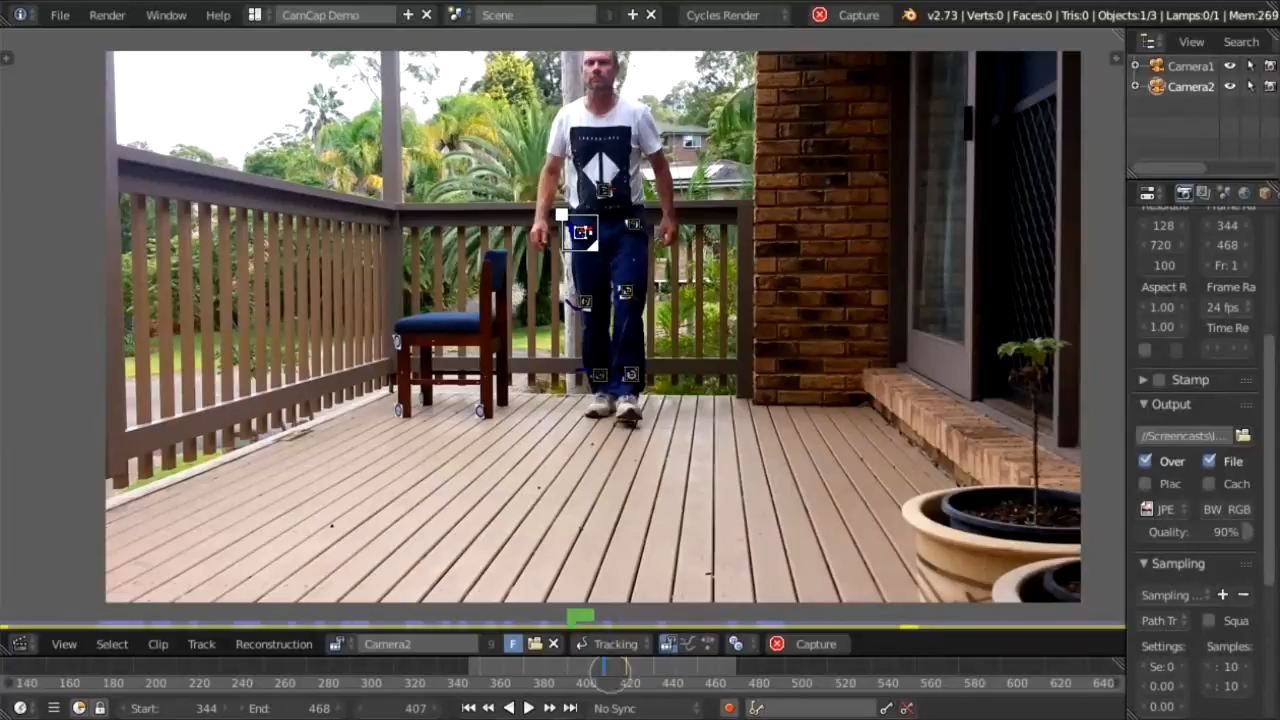 File Render Window Help CamCap Demo Scene Cycles Render Capture v2.73 | Verts:0 | Faces:0 | Tris:0 | Objects:1/3 | Lamps:0/1 | Mem:269
View Search
Camera1
Camera2
128 344
720 468
100 Fr: 1
Aspect R Frame Ra
1.00 24 fps
1.00 Time Re
Stamp
Output
//Screencasts\I...
Over File
Plac Cach
JPE BW RGB
Quality: 90%
Sampling
Sampling ...
Path Tr Squa
Settings: Samples:
Se: 0 : 10
0.00 : 10
0.00
View Select Clip Track Reconstruction Camera2 9 F Tracking Capture
140 160 180 200 220 240 260 280 300 320 340 360 380 400 420 440 460 480 500 520 540 560 580 600 620 640
Start: 344 End: 468 407 No Sync